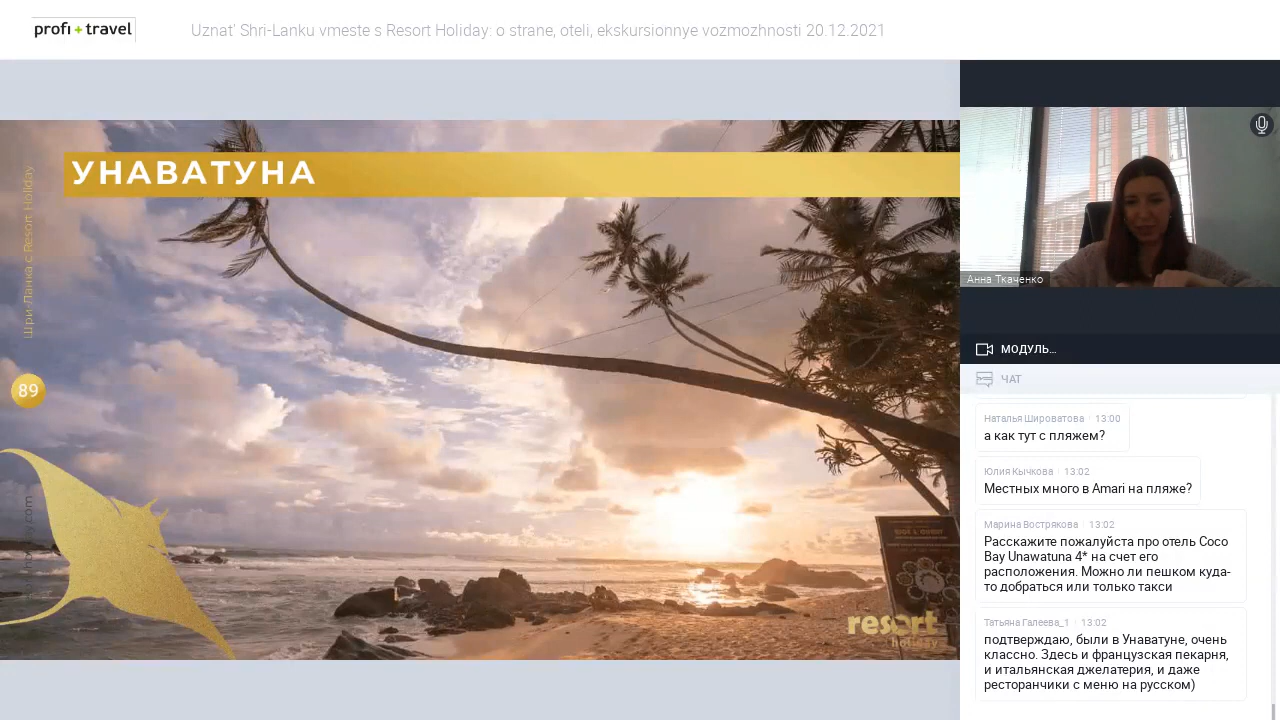 profi + travel
Uznat' Shri-Lanku vmeste s Resort Holiday: o strane, oteli, ekskursionnye vozmozhnosti 20.12.2021
УНАВАТУНА
Шри-Ланка с Resort Holiday
89
resort
holiday
Анна Ткаченко
МОДУЛЬ...
ЧАТ
Наталья Широватова 13:00
а как тут с пляжем?
Юлия Кычкова 13:02
Местных много в Amari на пляже?
Марина Вострякова 13:02
Расскажите пожалуйста про отель Coco
Bay Unawatuna 4* на счет его
расположения. Можно ли пешком куда-
то добраться или только такси
Татьяна Галеева_1 13:02
подтверждаю, были в Унаватуне, очень
классно. Здесь и французская пекарня,
и итальянская джелатерия, и даже
ресторанчики с меню на русском)